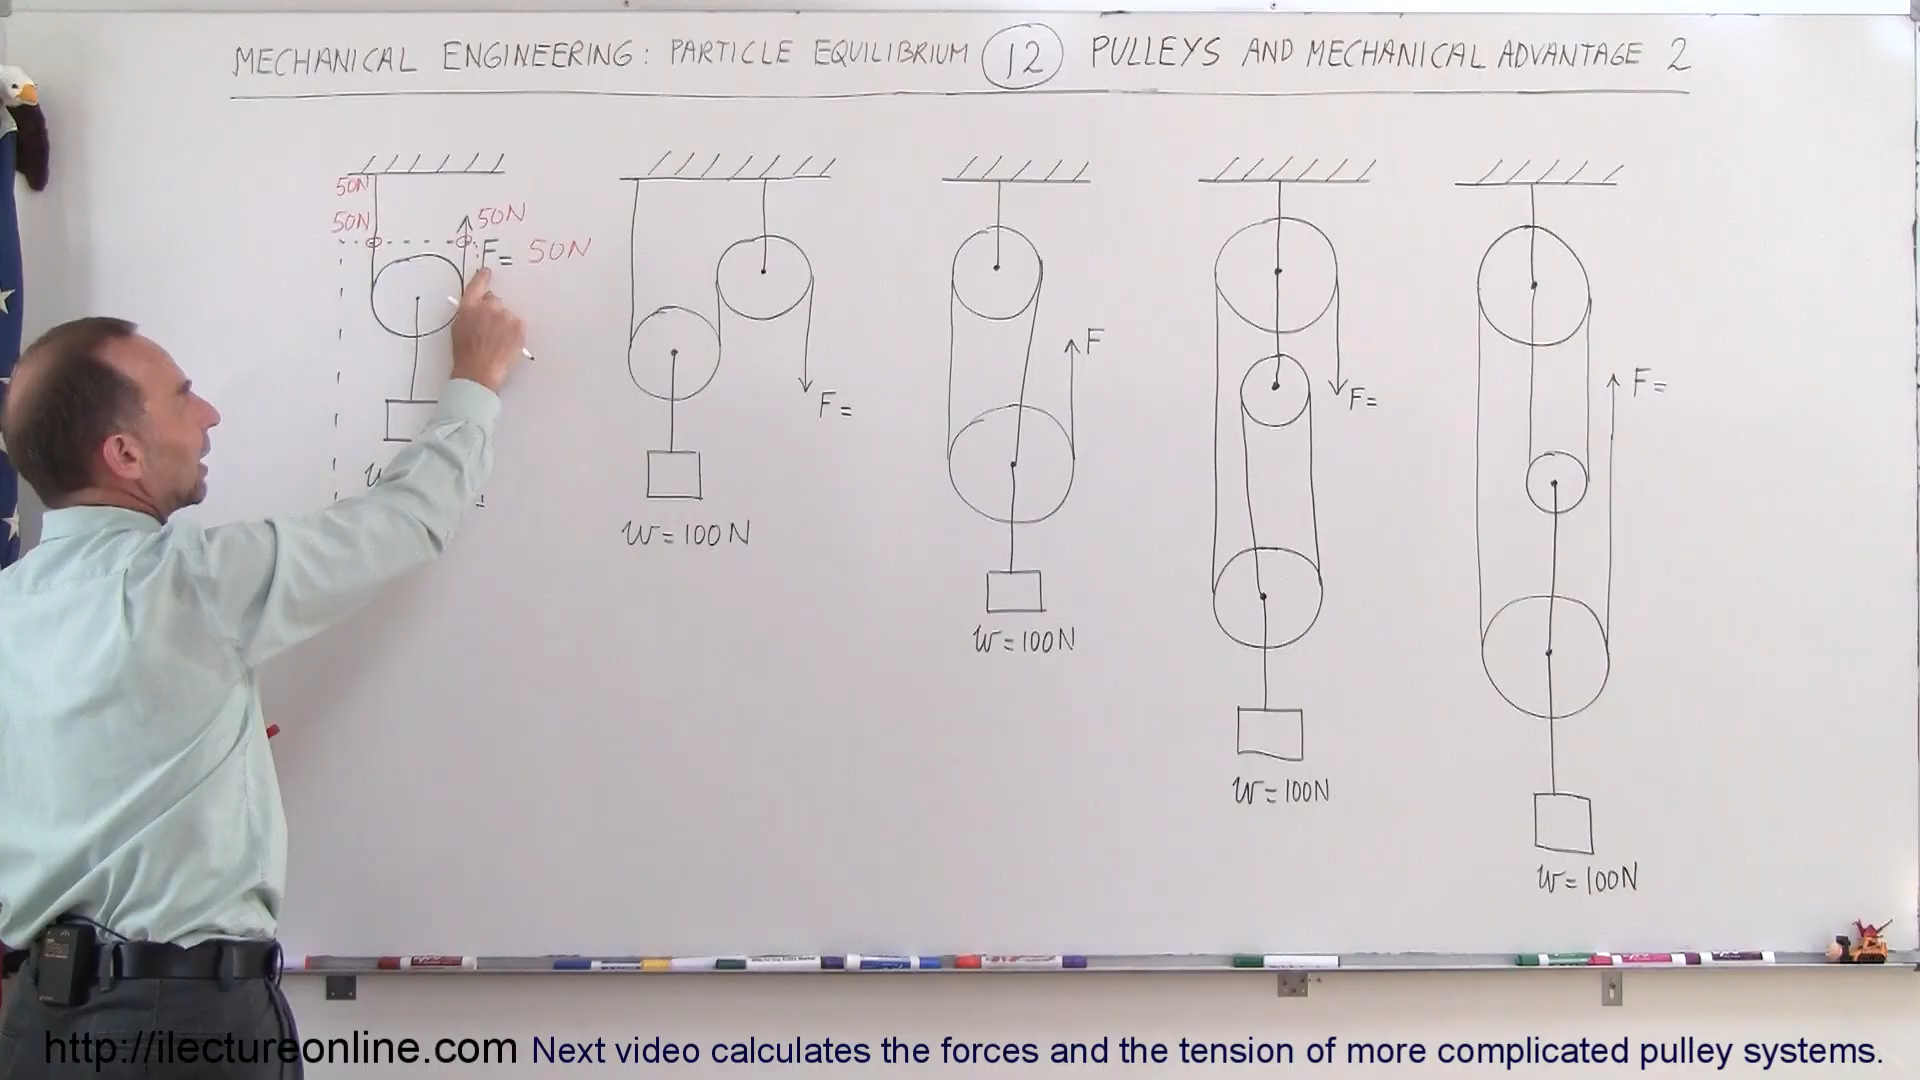 MECHANICAL ENGINEERING: PARTICLE EQUILIBRIUM 12 PULLEYS AND MECHANICAL ADVANTAGE 2
50N
50N
50N
F = 50N
F =
W = 100N
F
W = 100N
F =
W = 100N
F =
W = 100N
http://ilectureonline.com Next video calculates the forces and the tension of more complicated pulley systems.